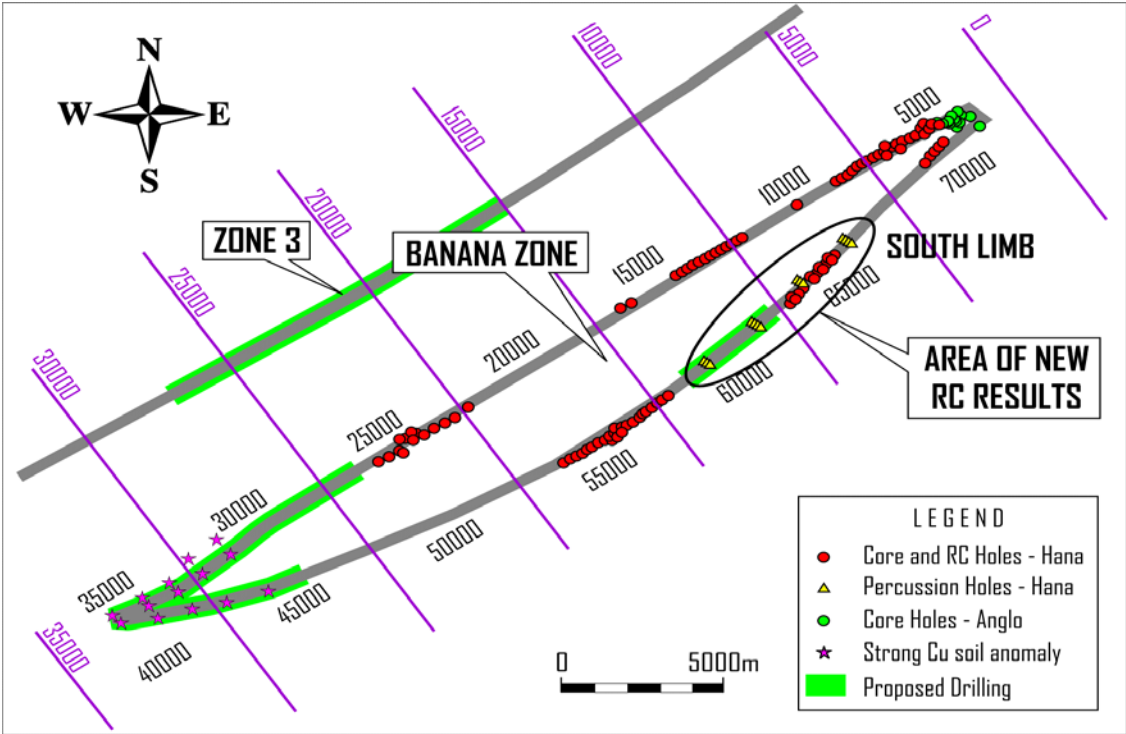 N
W E
S
0
5000
10000
15000
20000
25000
30000
35000
ZONE 3
BANANA ZONE
5000
10000
15000
20000
25000
30000
35000
40000
45000
50000
55000
60000
65000
70000
SOUTH LIMB
AREA OF NEW
RC RESULTS
0 5000m
LEGEND
Core and RC Holes - Hana
Percussion Holes - Hana
Core Holes - Anglo
Strong Cu soil anomaly
Proposed Drilling